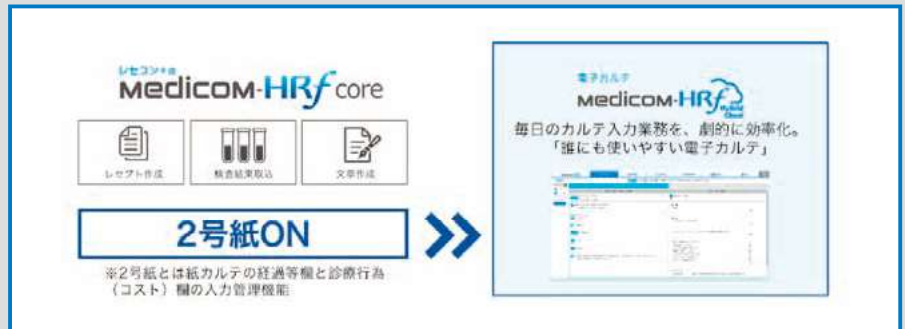 レセコン+α
Medicom-HRf core
レセプト作成
検査結果取込
文章作成
2号紙ON
※2号紙とは紙カルテの経過等欄と診療行為
（コスト）欄の入力管理機能
電子カルテ
Medicom-HRf
Hybrid
Cloud
毎日のカルテ入力業務を、劇的に効率化。
「誰にも使いやすい電子カルテ」